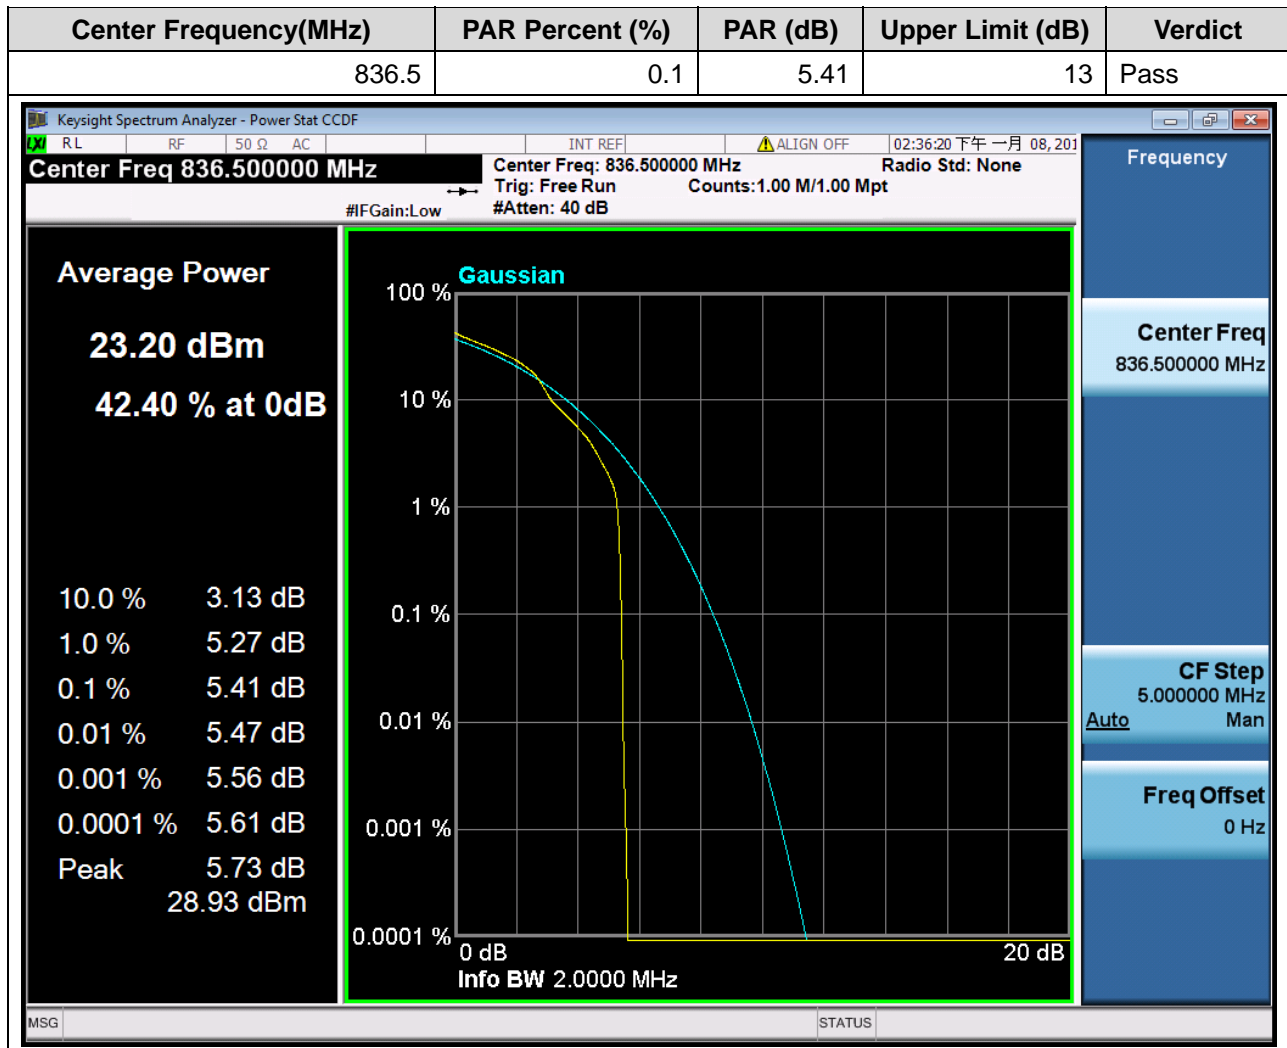 Center Frequency(MHz) PAR Percent (%) PAR (dB) Upper Limit (dB) Verdict
836.5 0.1 5.41 13 Pass
Keysight Spectrum Analyzer - Power Stat CCDF
LXI RL RF 50 Ω AC INT REF ALIGN OFF 02:36:20 下午 一月 08, 201
Center Freq 836.500000 MHz
Center Freq: 836.500000 MHz Radio Std: None
Trig: Free Run Counts:1.00 M/1.00 Mpt
#IFGain:Low #Atten: 40 dB
Average Power
23.20 dBm
42.40 % at 0dB
10.0 % 3.13 dB
1.0 % 5.27 dB
0.1 % 5.41 dB
0.01 % 5.47 dB
0.001 % 5.56 dB
0.0001 % 5.61 dB
Peak 5.73 dB
28.93 dBm
Gaussian
100 %
10 %
1 %
0.1 %
0.01 %
0.001 %
0.0001 %
0 dB 20 dB
Info BW 2.0000 MHz
Frequency
Center Freq
836.500000 MHz
CF Step
5.000000 MHz
Auto Man
Freq Offset
0 Hz
MSG STATUS